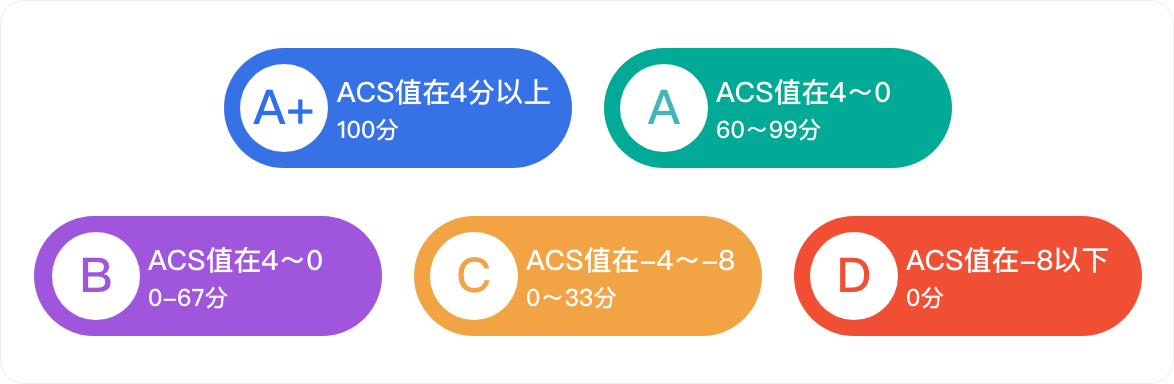 A+
ACS值在4分以上
100分
A
ACS值在4～0
60～99分
B
ACS值在4～0
0–67分
C
ACS值在–4～–8
0～33分
D
ACS值在–8以下
0分